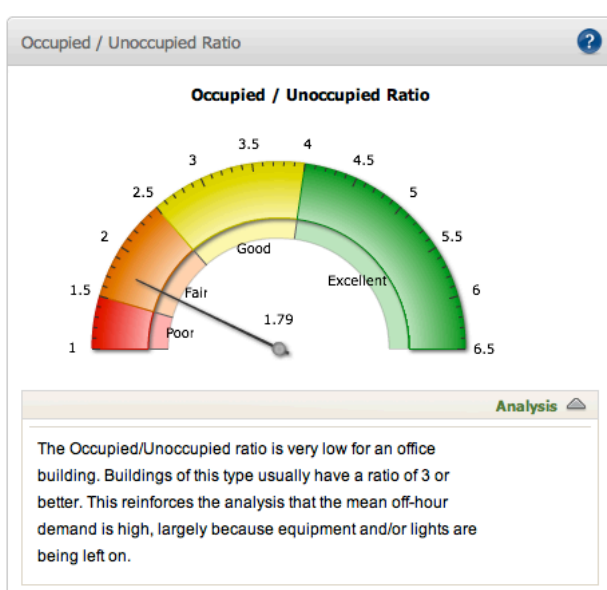 Occupied / Unoccupied Ratio
?
Occupied / Unoccupied Ratio
1
1.5
2
2.5
3
3.5
4
4.5
5
5.5
6
6.5
Poor
Fair
Good
Excellent
1.79
Analysis
The Occupied/Unoccupied ratio is very low for an office
building. Buildings of this type usually have a ratio of 3 or
better. This reinforces the analysis that the mean off-hour
demand is high, largely because equipment and/or lights are
being left on.